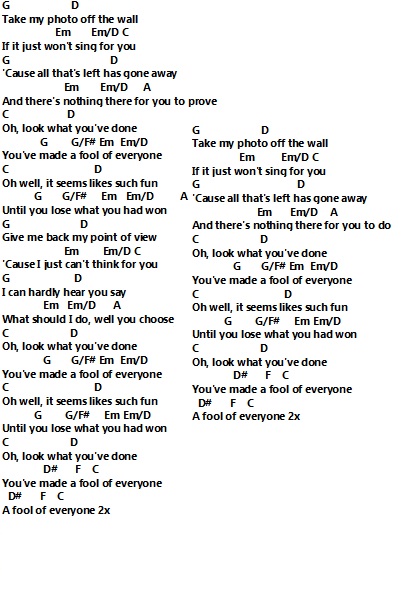 G D
Take my photo off the wall
Em Em/D C
If it just won't sing for you
G D
'Cause all that's left has gone away
Em Em/D A
And there's nothing there for you to prove
C D
Oh, look what you've done
G G/F# Em Em/D
You've made a fool of everyone
C D
Oh well, it seems likes such fun
G G/F# Em Em/D A
Until you lose what you had won
G D
Give me back my point of view
Em Em/D C
'Cause I just can't think for you
G D
I can hardly hear you say
Em Em/D A
What should I do, well you choose
C D
Oh, look what you've done
G G/F# Em Em/D
You've made a fool of everyone
C D
Oh well, it seems likes such fun
G G/F# Em Em/D
Until you lose what you had won
C D
Oh, look what you've done
D# F C
You've made a fool of everyone
D# F C
A fool of everyone 2x
G D
Take my photo off the wall
Em Em/D C
If it just won't sing for you
G D
'Cause all that's left has gone away
Em Em/D A
And there's nothing there for you to do
C D
Oh, look what you've done
G G/F# Em Em/D
You've made a fool of everyone
C D
Oh well, it seems likes such fun
G G/F# Em Em/D
Until you lose what you had won
C D
Oh, look what you've done
D# F C
You've made a fool of everyone
D# F C
A fool of everyone 2x